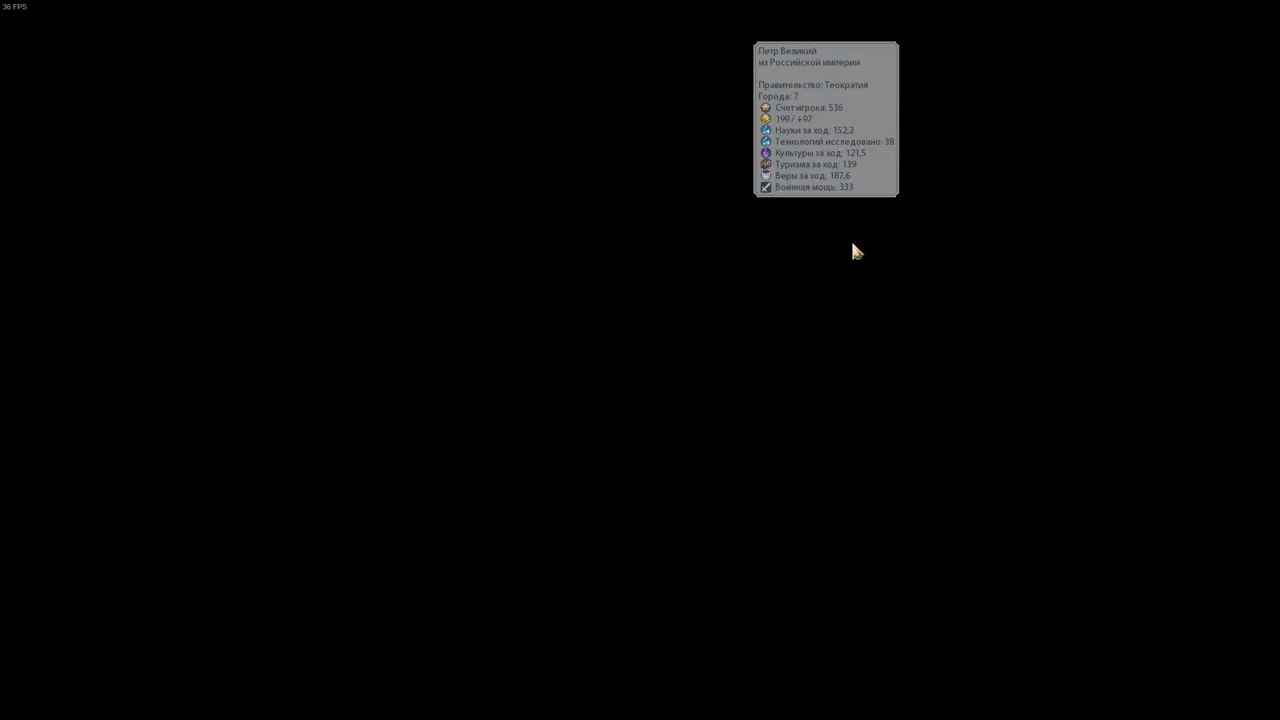 36 FPS
Петр Великий
из Российской империи
Правительство: Теократия
Города: 7
Счет игрока: 536
199 / +97
Науки за ход: 152,2
Технологий исследовано: 38
Культуры за ход: 121,5
Туризма за ход: 139
Веры за ход: 187,6
Военная мощь: 333